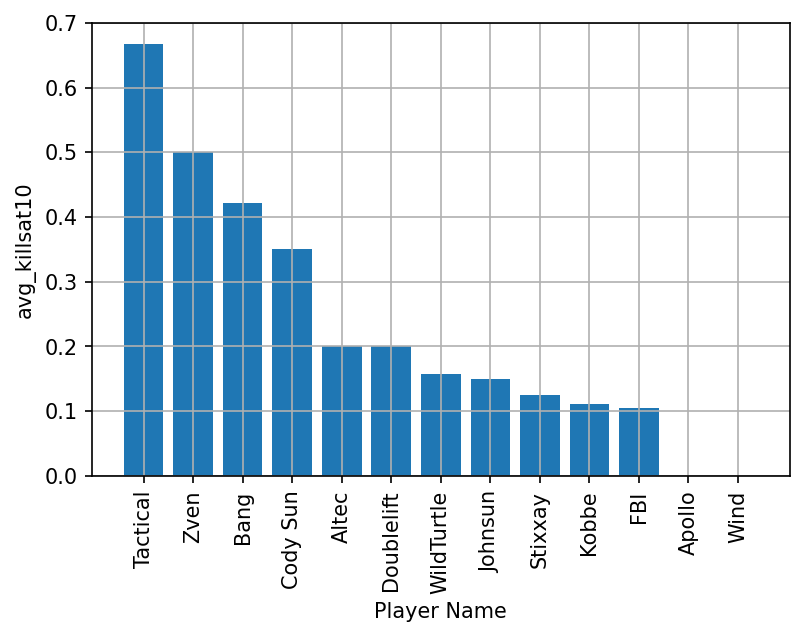 0.7
0.6
0.5
0.4
0.3
0.2
0.1
0.0
avg_killsat10
Tactical
Zven
Bang
Cody Sun
Altec
Doublelift
WildTurtle
Johnsun
Stixxay
Kobbe
FBI
Apollo
Wind
Player Name